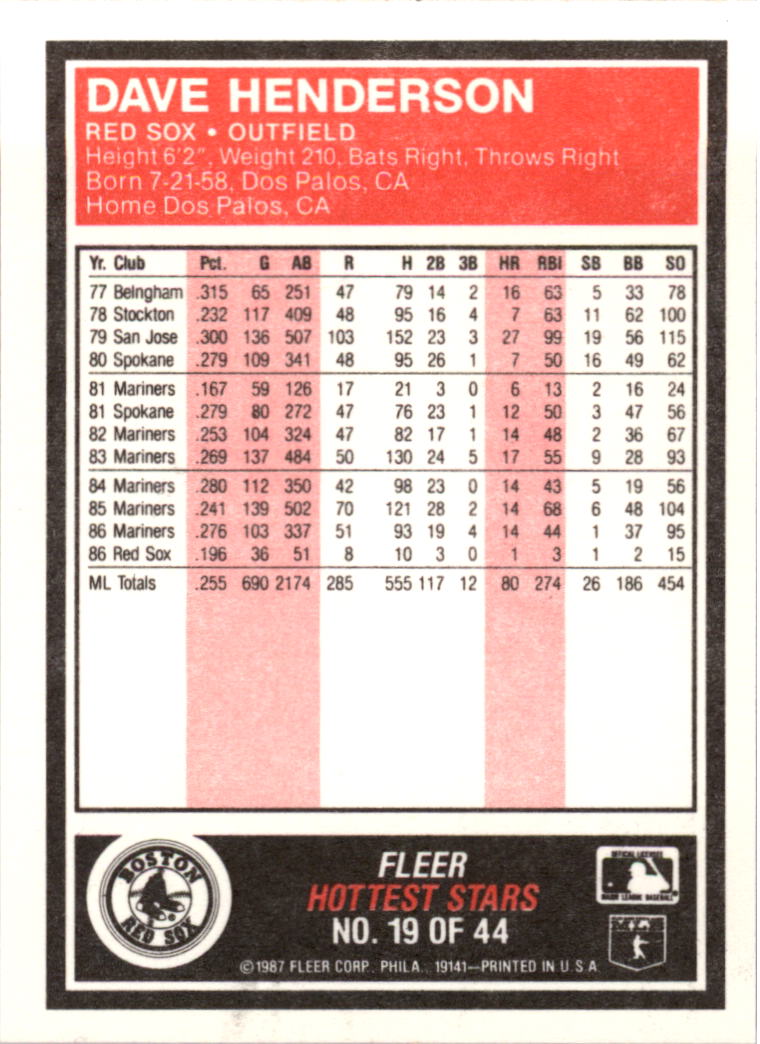 DAVE HENDERSON
RED SOX • OUTFIELD
Height 6'2", Weight 210, Bats Right, Throws Right
Born 7-21-58, Dos Palos, CA
Home Dos Palos, CA
Yr. Club Pct. G AB R H 2B 3B HR RBI SB BB SO
77 Belngham .315 65 251 47 79 14 2 16 63 5 33 78
78 Stockton .232 117 409 48 95 16 4 7 63 11 62 100
79 San Jose .300 136 507 103 152 23 3 27 99 19 56 115
80 Spokane .279 109 341 48 95 26 1 7 50 16 49 62
81 Mariners .167 59 126 17 21 3 0 6 13 2 16 24
81 Spokane .279 80 272 47 76 23 1 12 50 3 47 56
82 Mariners .253 104 324 47 82 17 1 14 48 2 36 67
83 Mariners .269 137 484 50 130 24 5 17 55 9 28 93
84 Mariners .280 112 350 42 98 23 0 14 43 5 19 56
85 Mariners .241 139 502 70 121 28 2 14 68 6 48 104
86 Mariners .276 103 337 51 93 19 4 14 44 1 37 95
86 Red Sox .196 36 51 8 10 3 0 1 3 1 2 15
ML Totals .255 690 2174 285 555 117 12 80 274 26 186 454
BOSTON
RED SOX
FLEER
HOTTEST STARS
NO. 19 OF 44
©1987 FLEER CORP. PHILA. 19141—PRINTED IN U.S.A.
OFFICIAL LICENSEE
MAJOR LEAGUE BASEBALL